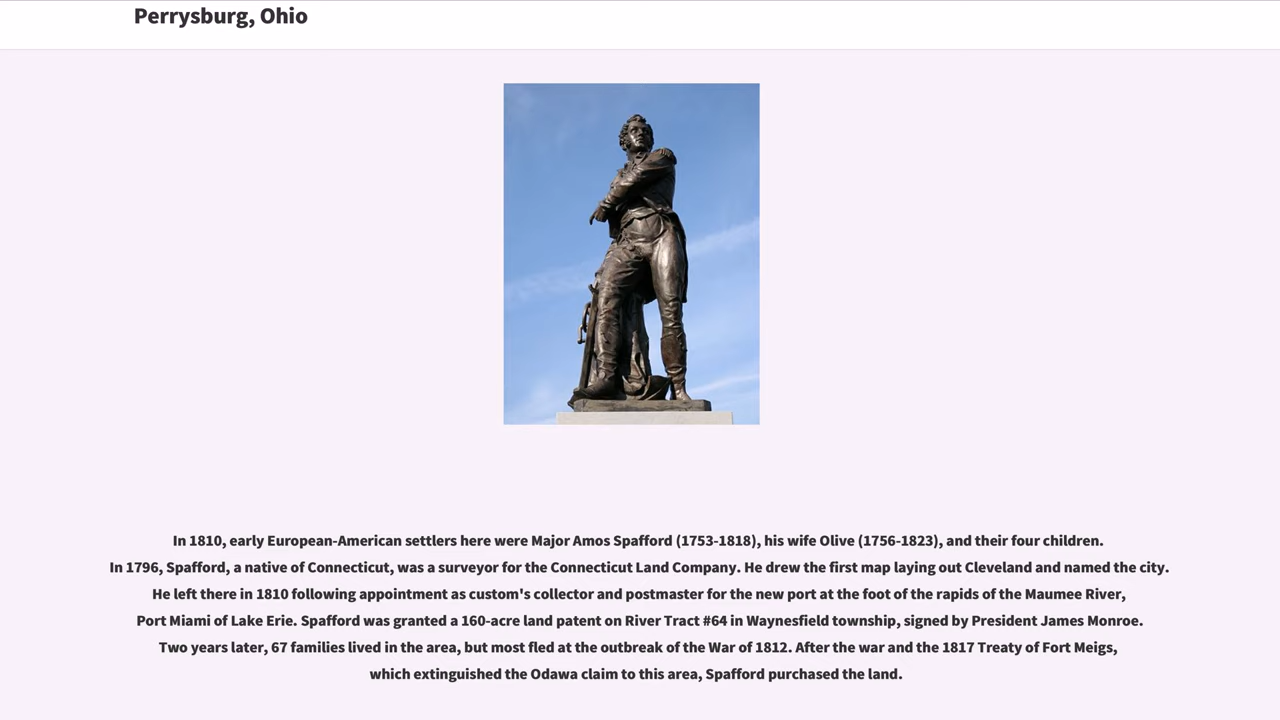 Perrysburg, Ohio
In 1810, early European-American settlers here were Major Amos Spafford (1753-1818), his wife Olive (1756-1823), and their four children.
In 1796, Spafford, a native of Connecticut, was a surveyor for the Connecticut Land Company. He drew the first map laying out Cleveland and named the city.
He left there in 1810 following appointment as custom's collector and postmaster for the new port at the foot of the rapids of the Maumee River,
Port Miami of Lake Erie. Spafford was granted a 160-acre land patent on River Tract #64 in Waynesfield township, signed by President James Monroe.
Two years later, 67 families lived in the area, but most fled at the outbreak of the War of 1812. After the war and the 1817 Treaty of Fort Meigs,
which extinguished the Odawa claim to this area, Spafford purchased the land.